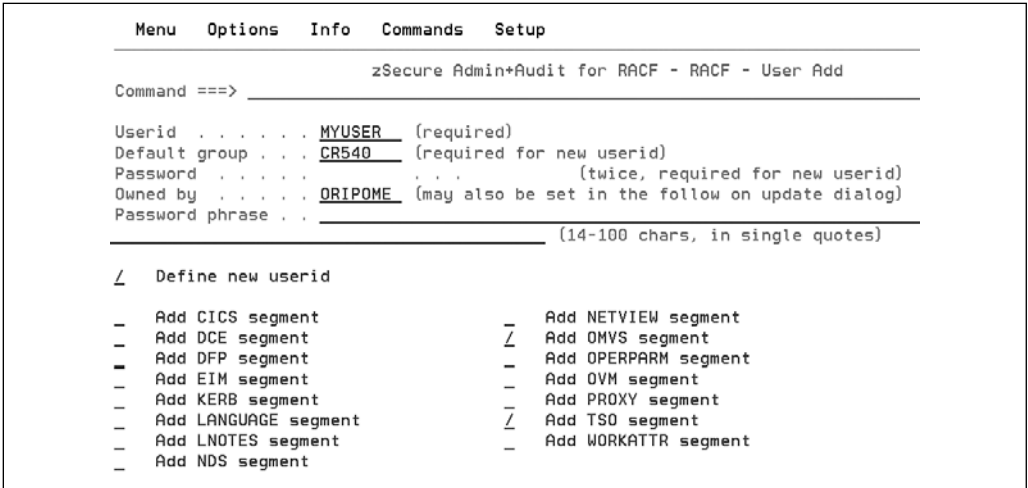 Menu Options Info Commands Setup
zSecure Admin+Audit for RACF - RACF - User Add
Command ===> _
Userid . . . . . . MYUSER (required)
Default group . . . CR540 (required for new userid)
Password . . . . . . . . (twice, required for new userid)
Owned by . . . . . ORIPOME (may also be set in the follow on update dialog)
Password phrase . .
(14-100 chars, in single quotes)
/ Define new userid
_ Add CICS segment _ Add NETVIEW segment
_ Add DCE segment / Add OMVS segment
_ Add DFP segment _ Add OPERPARM segment
_ Add EIM segment _ Add OVM segment
_ Add KERB segment _ Add PROXY segment
_ Add LANGUAGE segment / Add TSO segment
_ Add LNOTES segment _ Add WORKATTR segment
_ Add NDS segment